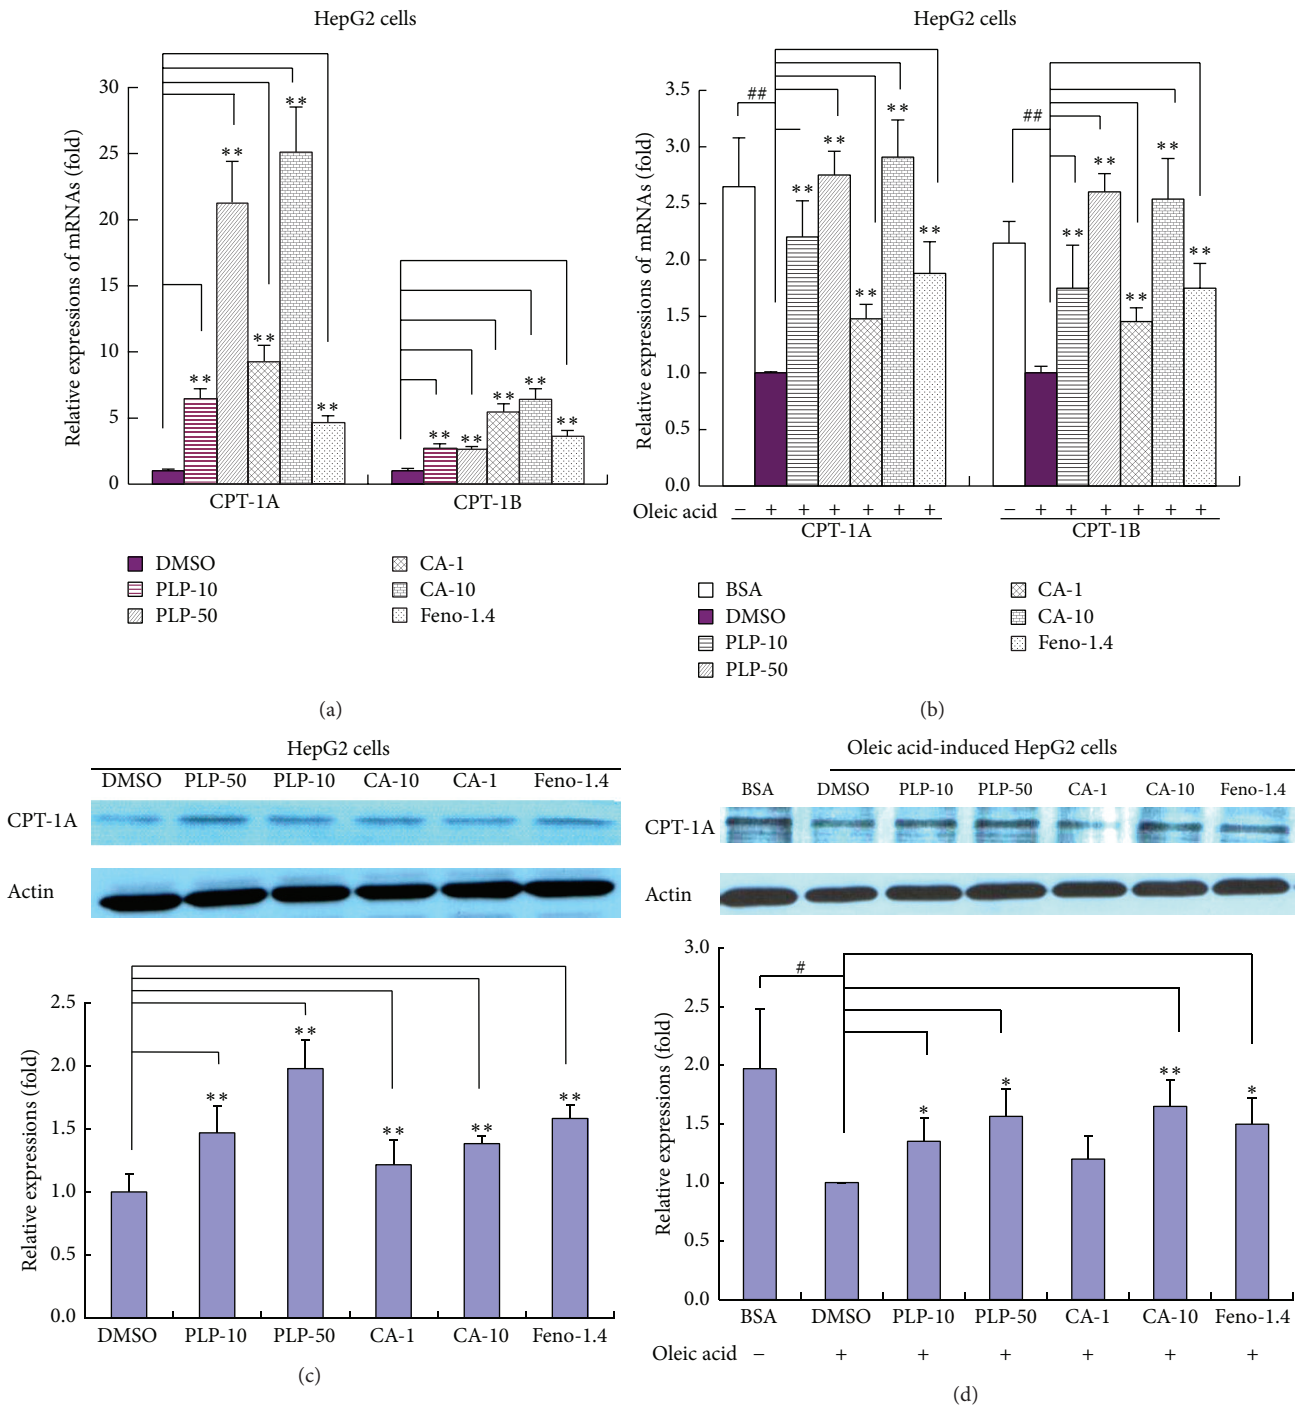 HepG2 cells
Relative expressions of mRNAs (fold)
30
25
20
15
10
5
0
** ** ** ** **
** ** ** ** **
CPT-1A CPT-1B
DMSO
PLP-10
PLP-50
CA-1
CA-10
Feno-1.4
(a)
HepG2 cells
Relative expressions of mRNAs (fold)
3.5
3.0
2.5
2.0
1.5
1.0
0.5
0.0
## ** ** ** ** **
## ** ** ** ** **
Oleic acid − + + + + + + − + + + + + +
CPT-1A CPT-1B
BSA
DMSO
PLP-10
PLP-50
CA-1
CA-10
Feno-1.4
(b)
HepG2 cells
DMSO PLP-50 PLP-10 CA-10 CA-1 Feno-1.4
CPT-1A
Actin
Relative expressions (fold)
2.5
2.0
1.5
1.0
0.5
0.0
** ** ** ** **
DMSO PLP-10 PLP-50 CA-1 CA-10 Feno-1.4
(c)
Oleic acid-induced HepG2 cells
BSA DMSO PLP-10 PLP-50 CA-1 CA-10 Feno-1.4
CPT-1A
Actin
Relative expressions (fold)
3.0
2.5
2.0
1.5
1.0
0.5
0.0
# * * ** *
BSA DMSO PLP-10 PLP-50 CA-1 CA-10 Feno-1.4
Oleic acid − + + + + + +
(d)